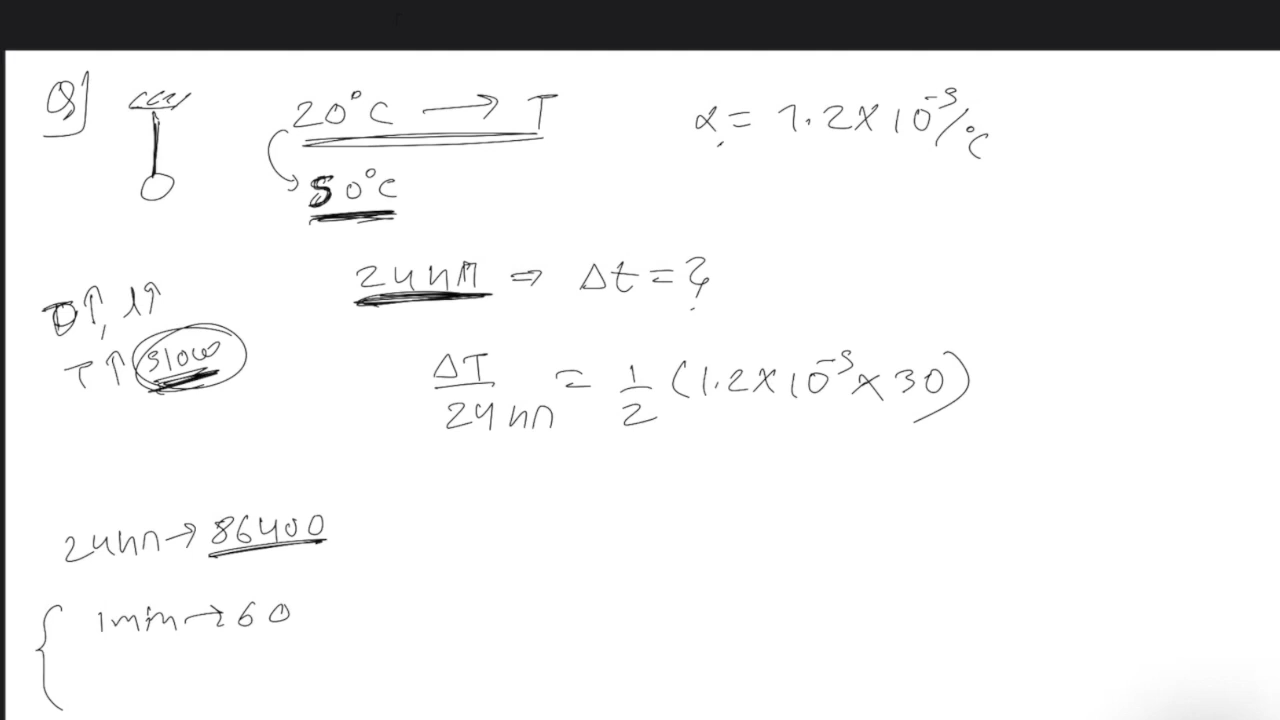 Q]
20°C → T
α = 1.2×10⁻⁵/°C
50°C
24hr ⇒ Δt = ?
θ↑, l↑
T↑ slow
ΔT/24hr = 1/2 (1.2×10⁻⁵×30)
24hr → 86400
1min → 60